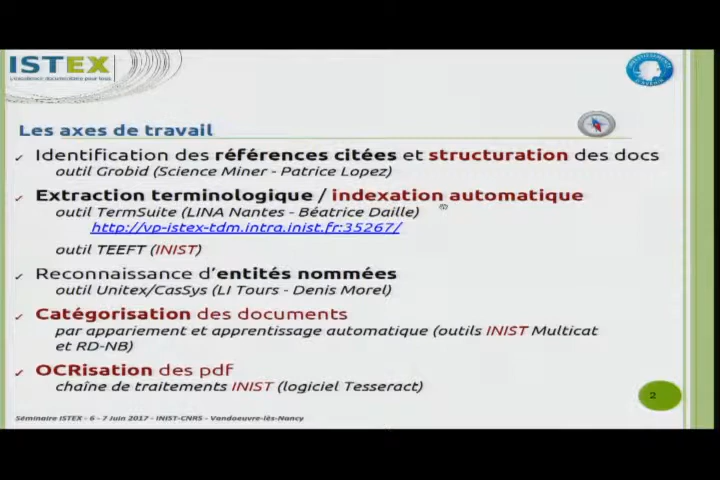 ISTEX
L'excellence documentaire pour tous
Les axes de travail
✓ Identification des références citées et structuration des docs
outil Grobid (Science Miner - Patrice Lopez)
✓ Extraction terminologique / indexation automatique
outil TermSuite (LINA Nantes - Béatrice Daille)
http://vp-istex-tdm.intra.inist.fr:35267/
outil TEEFT (INIST)
✓ Reconnaissance d'entités nommées
outil Unitex/CasSys (LI Tours - Denis Morel)
✓ Catégorisation des documents
par appariement et apprentissage automatique (outils INIST Multicat
et RD-NB)
✓ OCRisation des pdf
chaîne de traitements INIST (logiciel Tesseract)
2
Séminaire ISTEX - 6 - 7 Juin 2017 - INIST-CNRS - Vandoeuvre-lès-Nancy